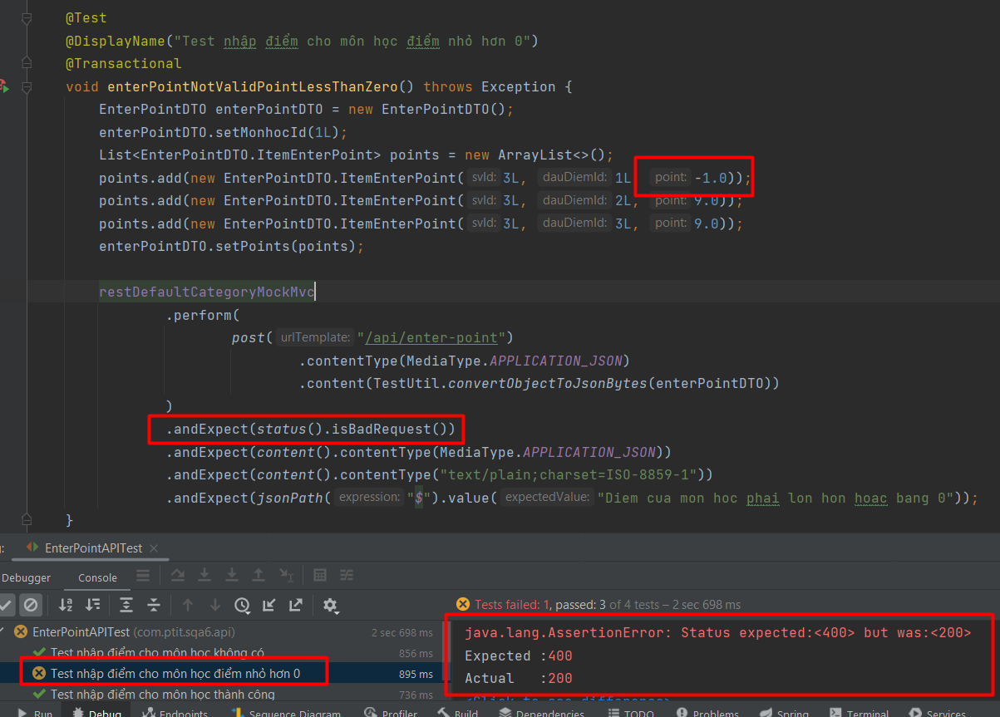 @Test
@DisplayName("Test nhập điểm cho môn học điểm nhỏ hơn 0")
@Transactional
void enterPointNotValidPointLessThanZero() throws Exception {
EnterPointDTO enterPointDTO = new EnterPointDTO();
enterPointDTO.setMonhocId(1L);
List<EnterPointDTO.ItemEnterPoint> points = new ArrayList<>();
points.add(new EnterPointDTO.ItemEnterPoint( svId: 3L, dauDiemId: 1L point: -1.0));
points.add(new EnterPointDTO.ItemEnterPoint( svId: 3L, dauDiemId: 2L, point: 9.0));
points.add(new EnterPointDTO.ItemEnterPoint( svId: 3L, dauDiemId: 3L, point: 9.0));
enterPointDTO.setPoints(points);
restDefaultCategoryMockMvc
.perform(
post( urlTemplate: "/api/enter-point")
.contentType(MediaType.APPLICATION_JSON)
.content(TestUtil.convertObjectToJsonBytes(enterPointDTO))
)
.andExpect(status().isBadRequest())
.andExpect(content().contentType(MediaType.APPLICATION_JSON))
.andExpect(content().contentType("text/plain;charset=ISO-8859-1"))
.andExpect(jsonPath( expression: "$").value( expectedValue: "Diem cua mon hoc phai lon hon hoac bang 0"));
}
EnterPointAPITest
Debugger Console
Tests failed: 1, passed: 3 of 4 tests – 2 sec 698 ms
EnterPointAPITest (com.ptit.sqa6.api) 2 sec 698 ms
Test nhập điểm cho môn học không có 856 ms
Test nhập điểm cho môn học điểm nhỏ hơn 0 895 ms
Test nhập điểm cho môn học thành công 736 ms
java.lang.AssertionError: Status expected:<400> but was:<200>
Expected :400
Actual :200
<Click to see difference>
Run Debug Endpoints Sequence Diagram Profiler Build Dependencies TODO Problems Spring Terminal Services